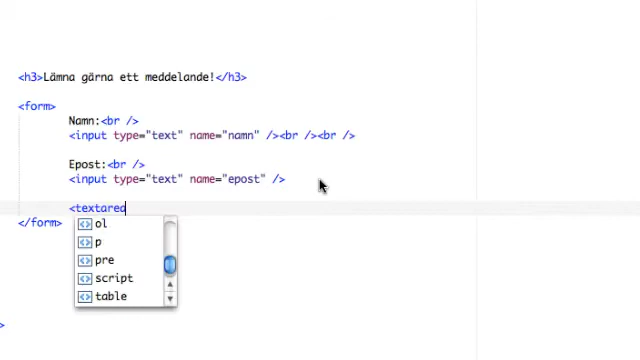 <h3>Lämna gärna ett meddelande!</h3>
<form>
Namn:<br />
<input type="text" name="namn" /><br /><br />
Epost:<br />
<input type="text" name="epost" />
<textarea
</form>
ol
p
pre
script
table
>